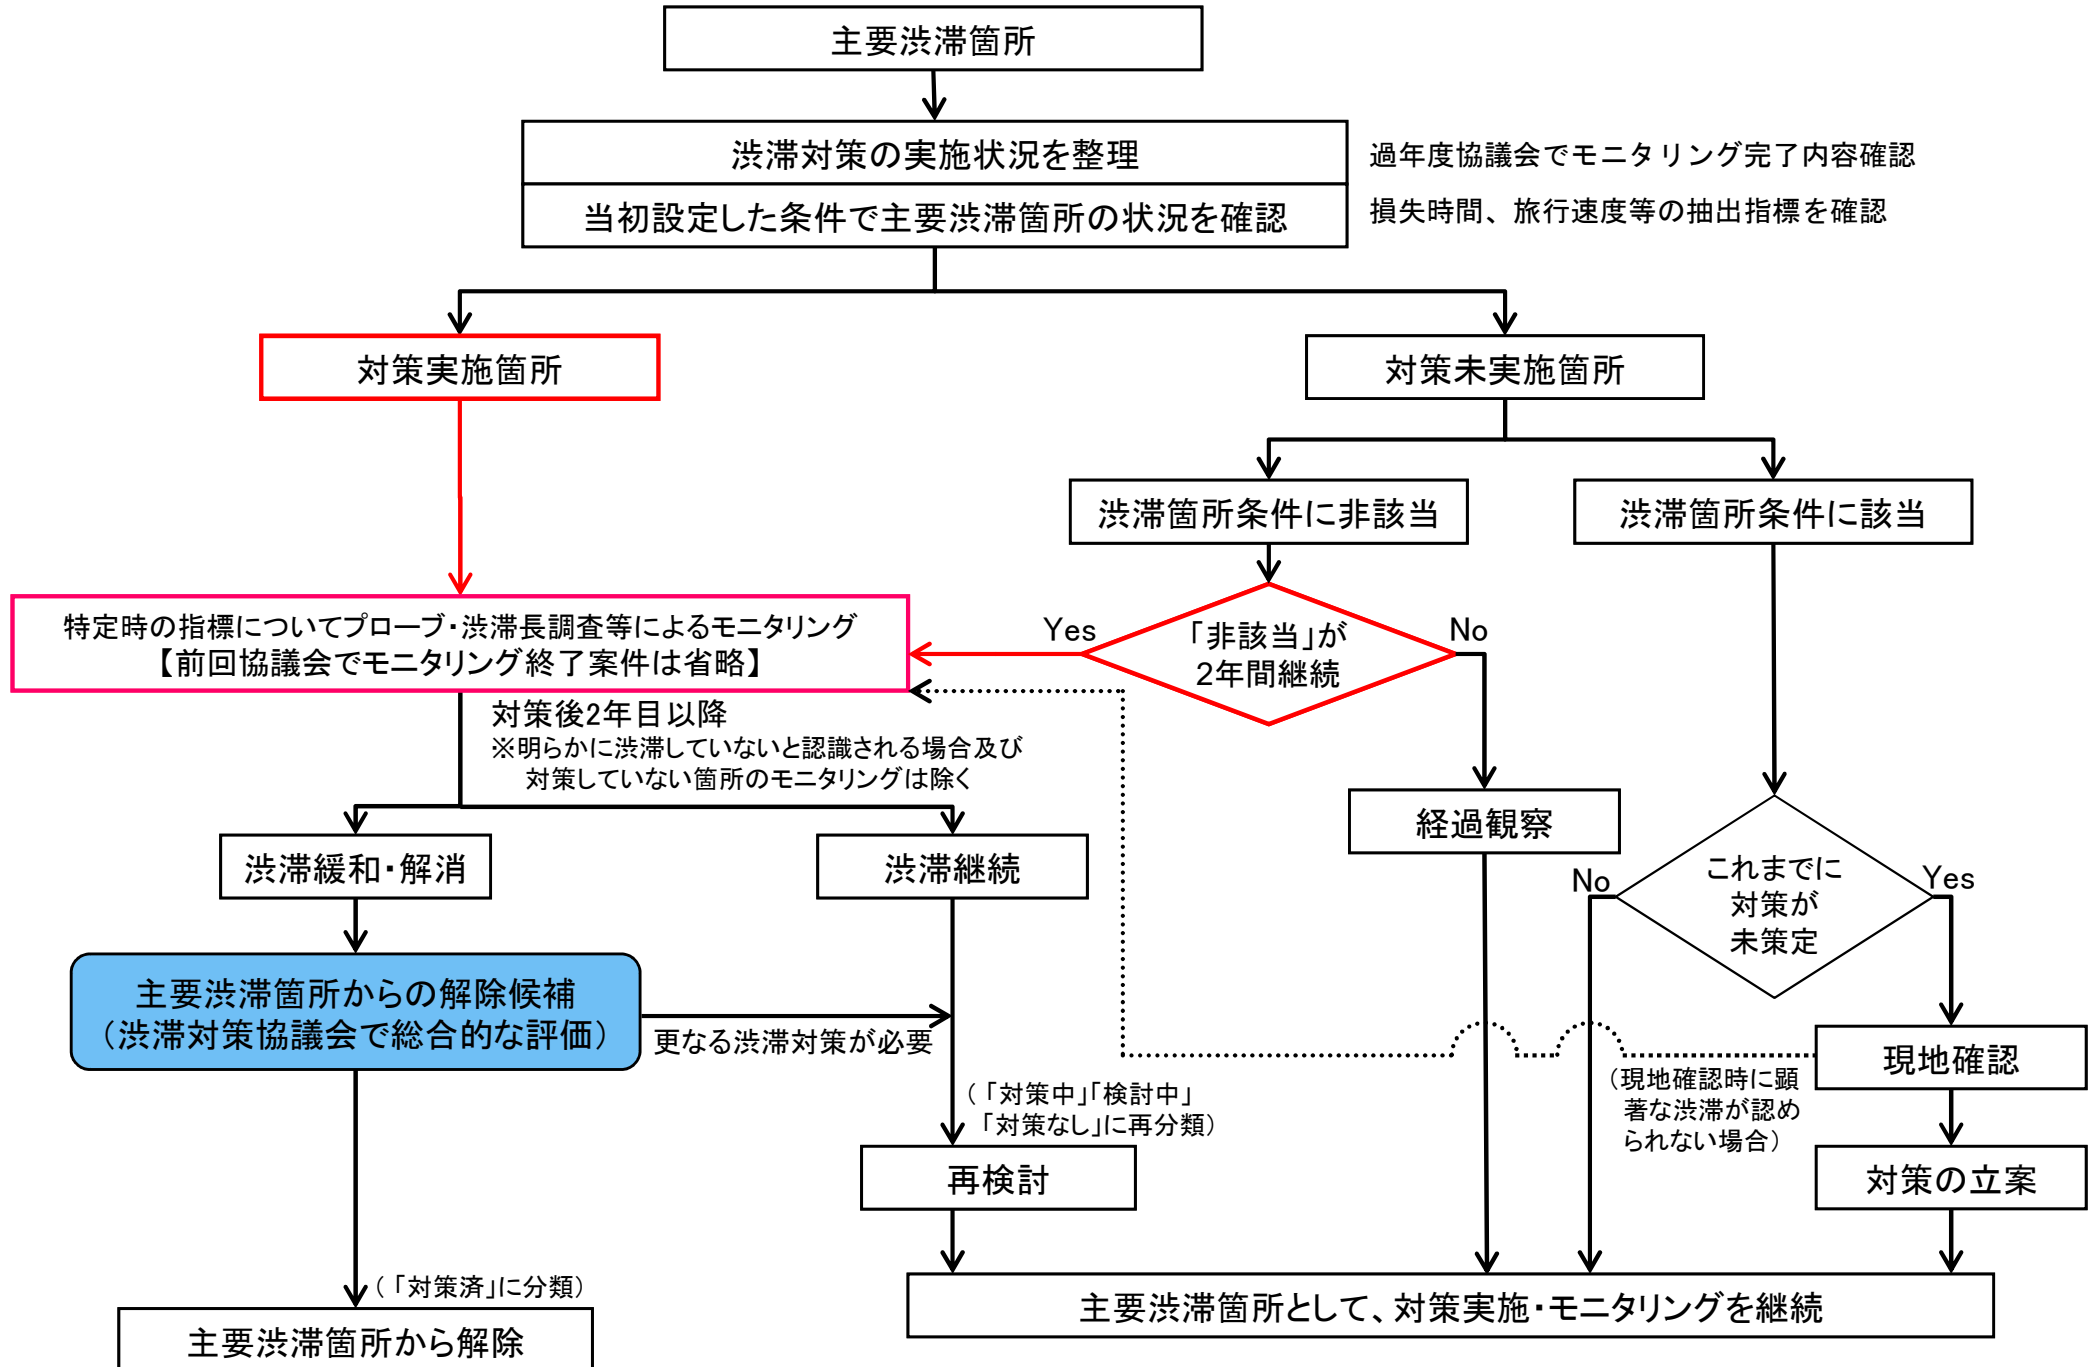 主要渋滞箇所
渋滞対策の実施状況を整理
過年度協議会でモニタリング完了内容確認
当初設定した条件で主要渋滞箇所の状況を確認
損失時間、旅行速度等の抽出指標を確認
対策実施箇所
対策未実施箇所
渋滞箇所条件に非該当
渋滞箇所条件に該当
特定時の指標についてプローブ・渋滞長調査等によるモニタリング
【前回協議会でモニタリング終了案件は省略】
Yes
「非該当」が
2年間継続
No
対策後2年目以降
※明らかに渋滞していないと認識される場合及び
対策していない箇所のモニタリングは除く
渋滞緩和・解消
渋滞継続
経過観察
No
これまでに
対策が
未策定
Yes
主要渋滞箇所からの解除候補
（渋滞対策協議会で総合的な評価）
更なる渋滞対策が必要
現地確認
（現地確認時に顕
著な渋滞が認め
られない場合）
（「対策中」「検討中」
「対策なし」に再分類）
再検討
対策の立案
（「対策済」に分類）
主要渋滞箇所から解除
主要渋滞箇所として、対策実施・モニタリングを継続